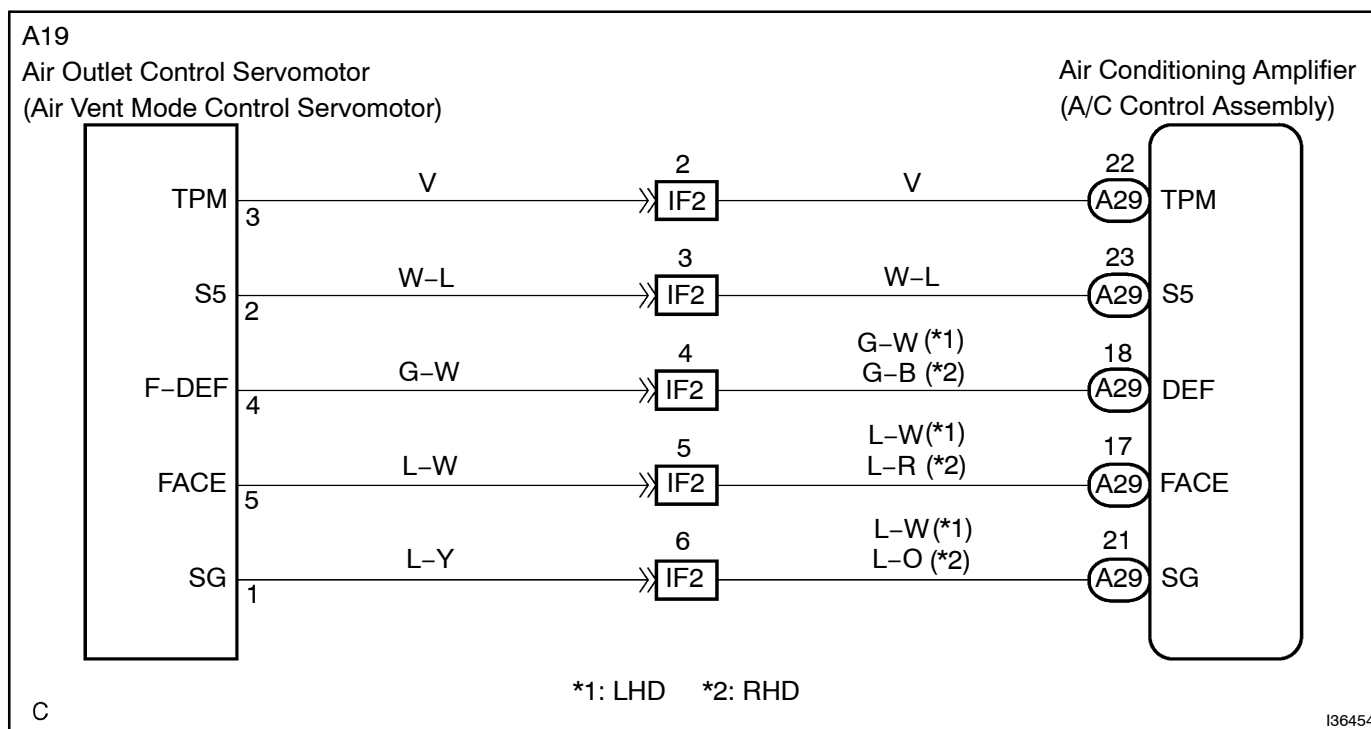 A19
Air Outlet Control Servomotor
(Air Vent Mode Control Servomotor)
Air Conditioning Amplifier
(A/C Control Assembly)
TPM 3 V 2 IF2 V 22 A29 TPM
S5 2 W–L 3 IF2 W–L 23 A29 S5
G–W (*1)
F–DEF 4 G–W 4 IF2 G–B (*2) 18 A29 DEF
L–W(*1)
FACE 5 L–W 5 IF2 L–R (*2) 17 A29 FACE
L–W(*1)
SG 1 L–Y 6 IF2 L–O (*2) 21 A29 SG
*1: LHD *2: RHD
C
I36454